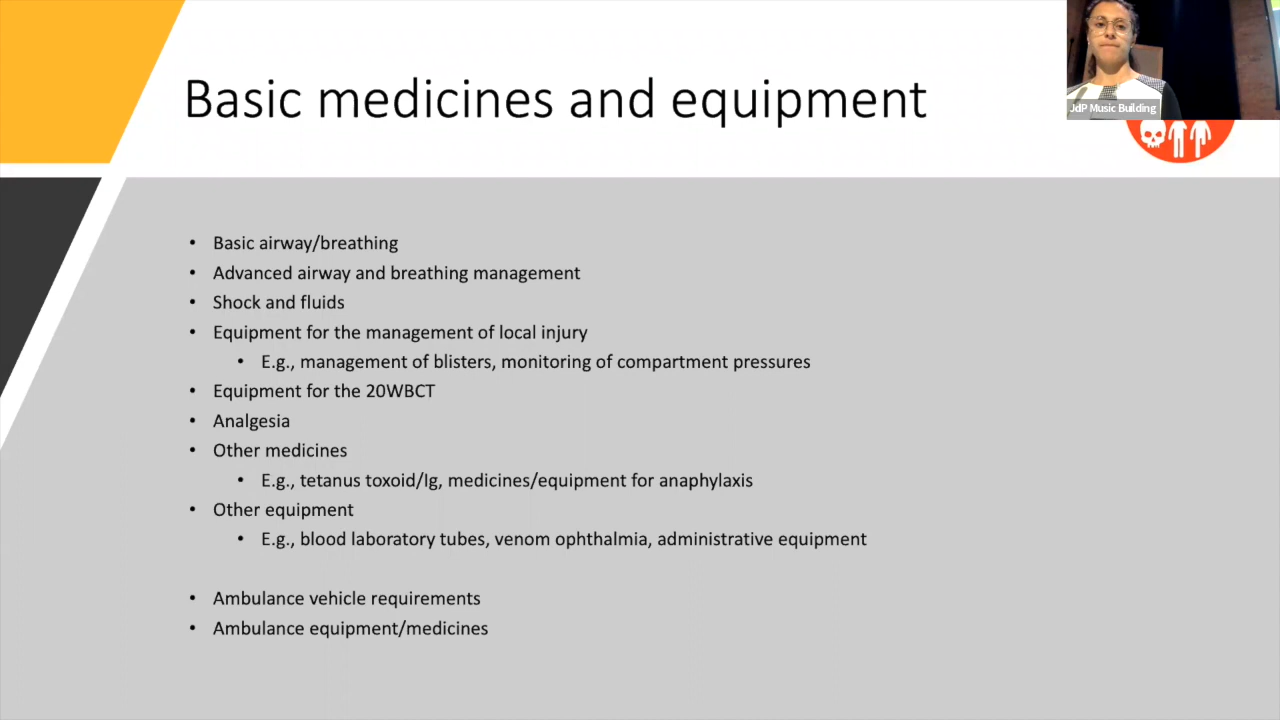 Basic medicines and equipment
JdP Music Building
• Basic airway/breathing
• Advanced airway and breathing management
• Shock and fluids
• Equipment for the management of local injury
• E.g., management of blisters, monitoring of compartment pressures
• Equipment for the 20WBCT
• Analgesia
• Other medicines
• E.g., tetanus toxoid/Ig, medicines/equipment for anaphylaxis
• Other equipment
• E.g., blood laboratory tubes, venom ophthalmia, administrative equipment
• Ambulance vehicle requirements
• Ambulance equipment/medicines